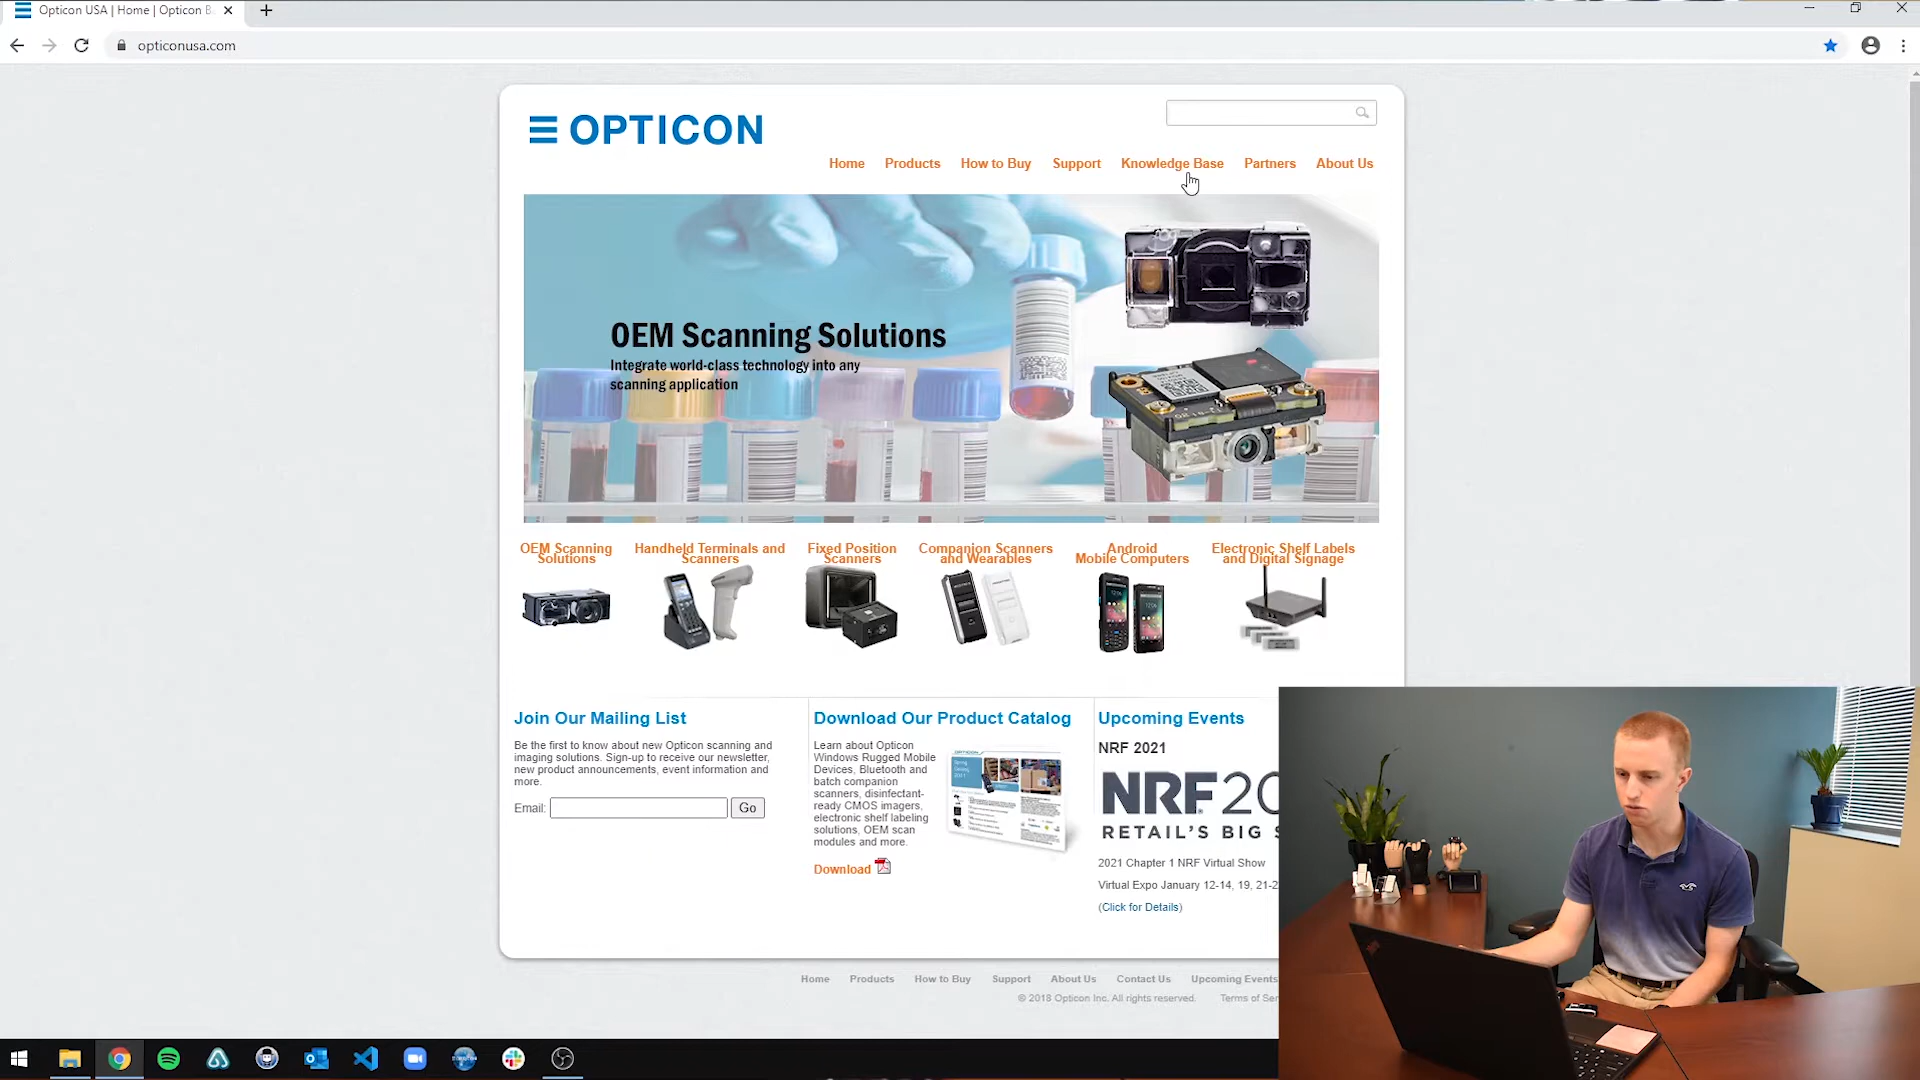 Opticon USA | Home | Opticon B
opticonusa.com
OPTICON
Home Products How to Buy Support Knowledge Base Partners About Us
OEM Scanning Solutions
Integrate world-class technology into any
scanning application
OEM Scanning
Solutions
Handheld Terminals and
Scanners
Fixed Position
Scanners
Companion Scanners
and Wearables
Android
Mobile Computers
Electronic Shelf Labels
and Digital Signage
Join Our Mailing List
Be the first to know about new Opticon scanning and
imaging solutions. Sign-up to receive our newsletter,
new product announcements, event information and
more.
Email:
Go
Download Our Product Catalog
Learn about Opticon
Windows Rugged Mobile
Devices, Bluetooth and
batch companion
scanners, disinfectant-
ready CMOS imagers,
electronic shelf labeling
solutions, OEM scan
modules and more.
Download
Upcoming Events
NRF 2021
NRF 20
RETAIL'S BIG S
2021 Chapter 1 NRF Virtual Show
Virtual Expo January 12-14, 19, 21-2
(Click for Details)
Home Products How to Buy Support About Us Contact Us Upcoming Events
© 2018 Opticon Inc. All rights reserved. Terms of Ser